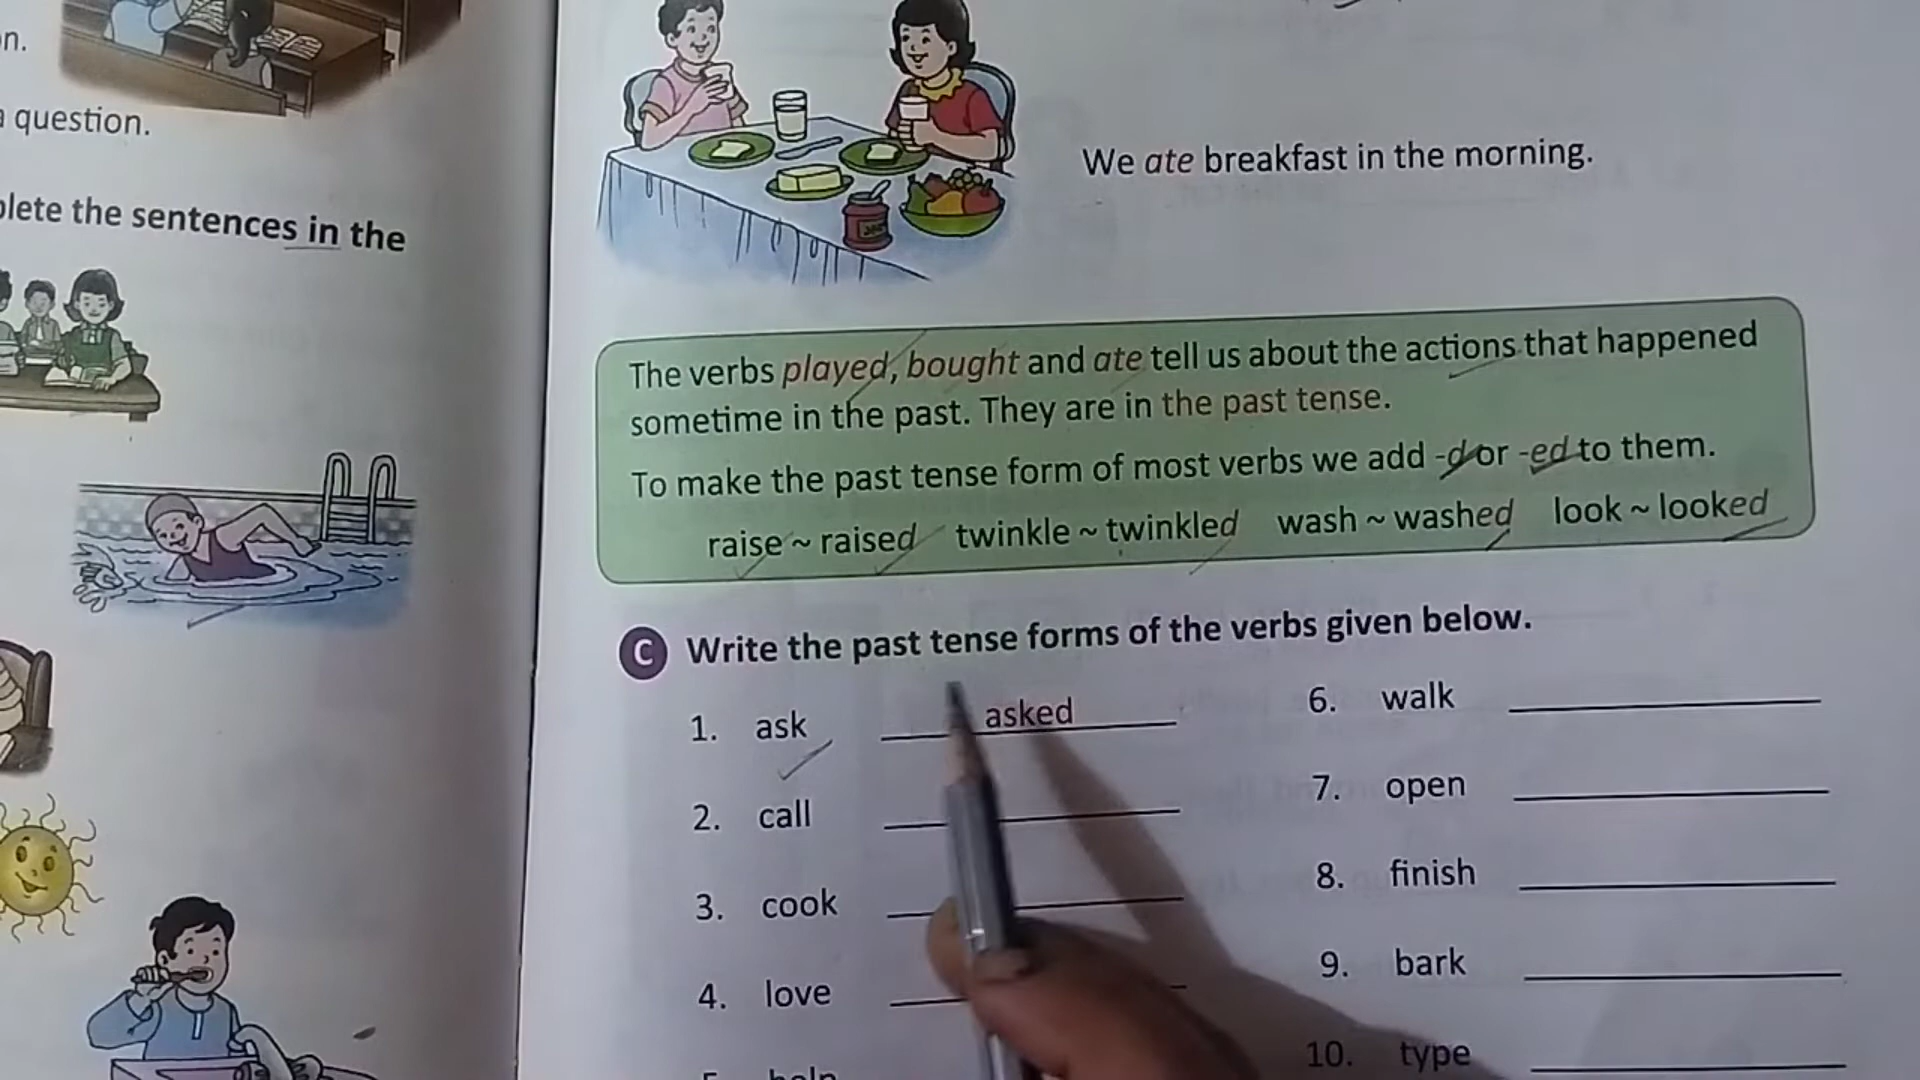 n.
a question.
plete the sentences in the
We ate breakfast in the morning.
The verbs played, bought and ate tell us about the actions that happened
sometime in the past. They are in the past tense.
To make the past tense form of most verbs we add -d or -ed to them.
raise ~ raised twinkle ~ twinkled wash ~ washed look ~ looked
C Write the past tense forms of the verbs given below.
1. ask asked
2. call
3. cook
4. love
5. help
6. walk
7. open
8. finish
9. bark
10. type